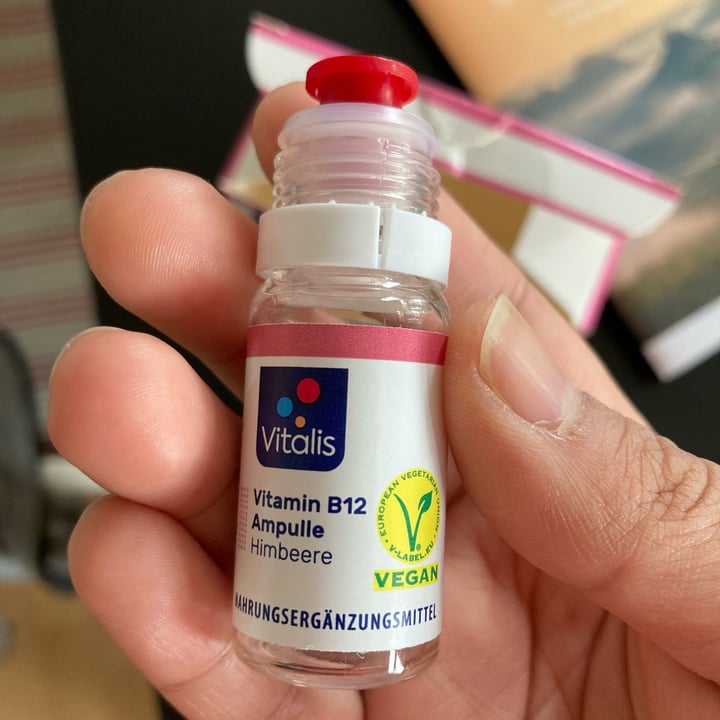 Vitalis
Vitamin B12
Ampulle
Himbeere
EUROPEAN VEGETARIAN UNION
V-LABEL.EU
VEGAN
NAHRUNGSERGÄNZUNGSMITTEL